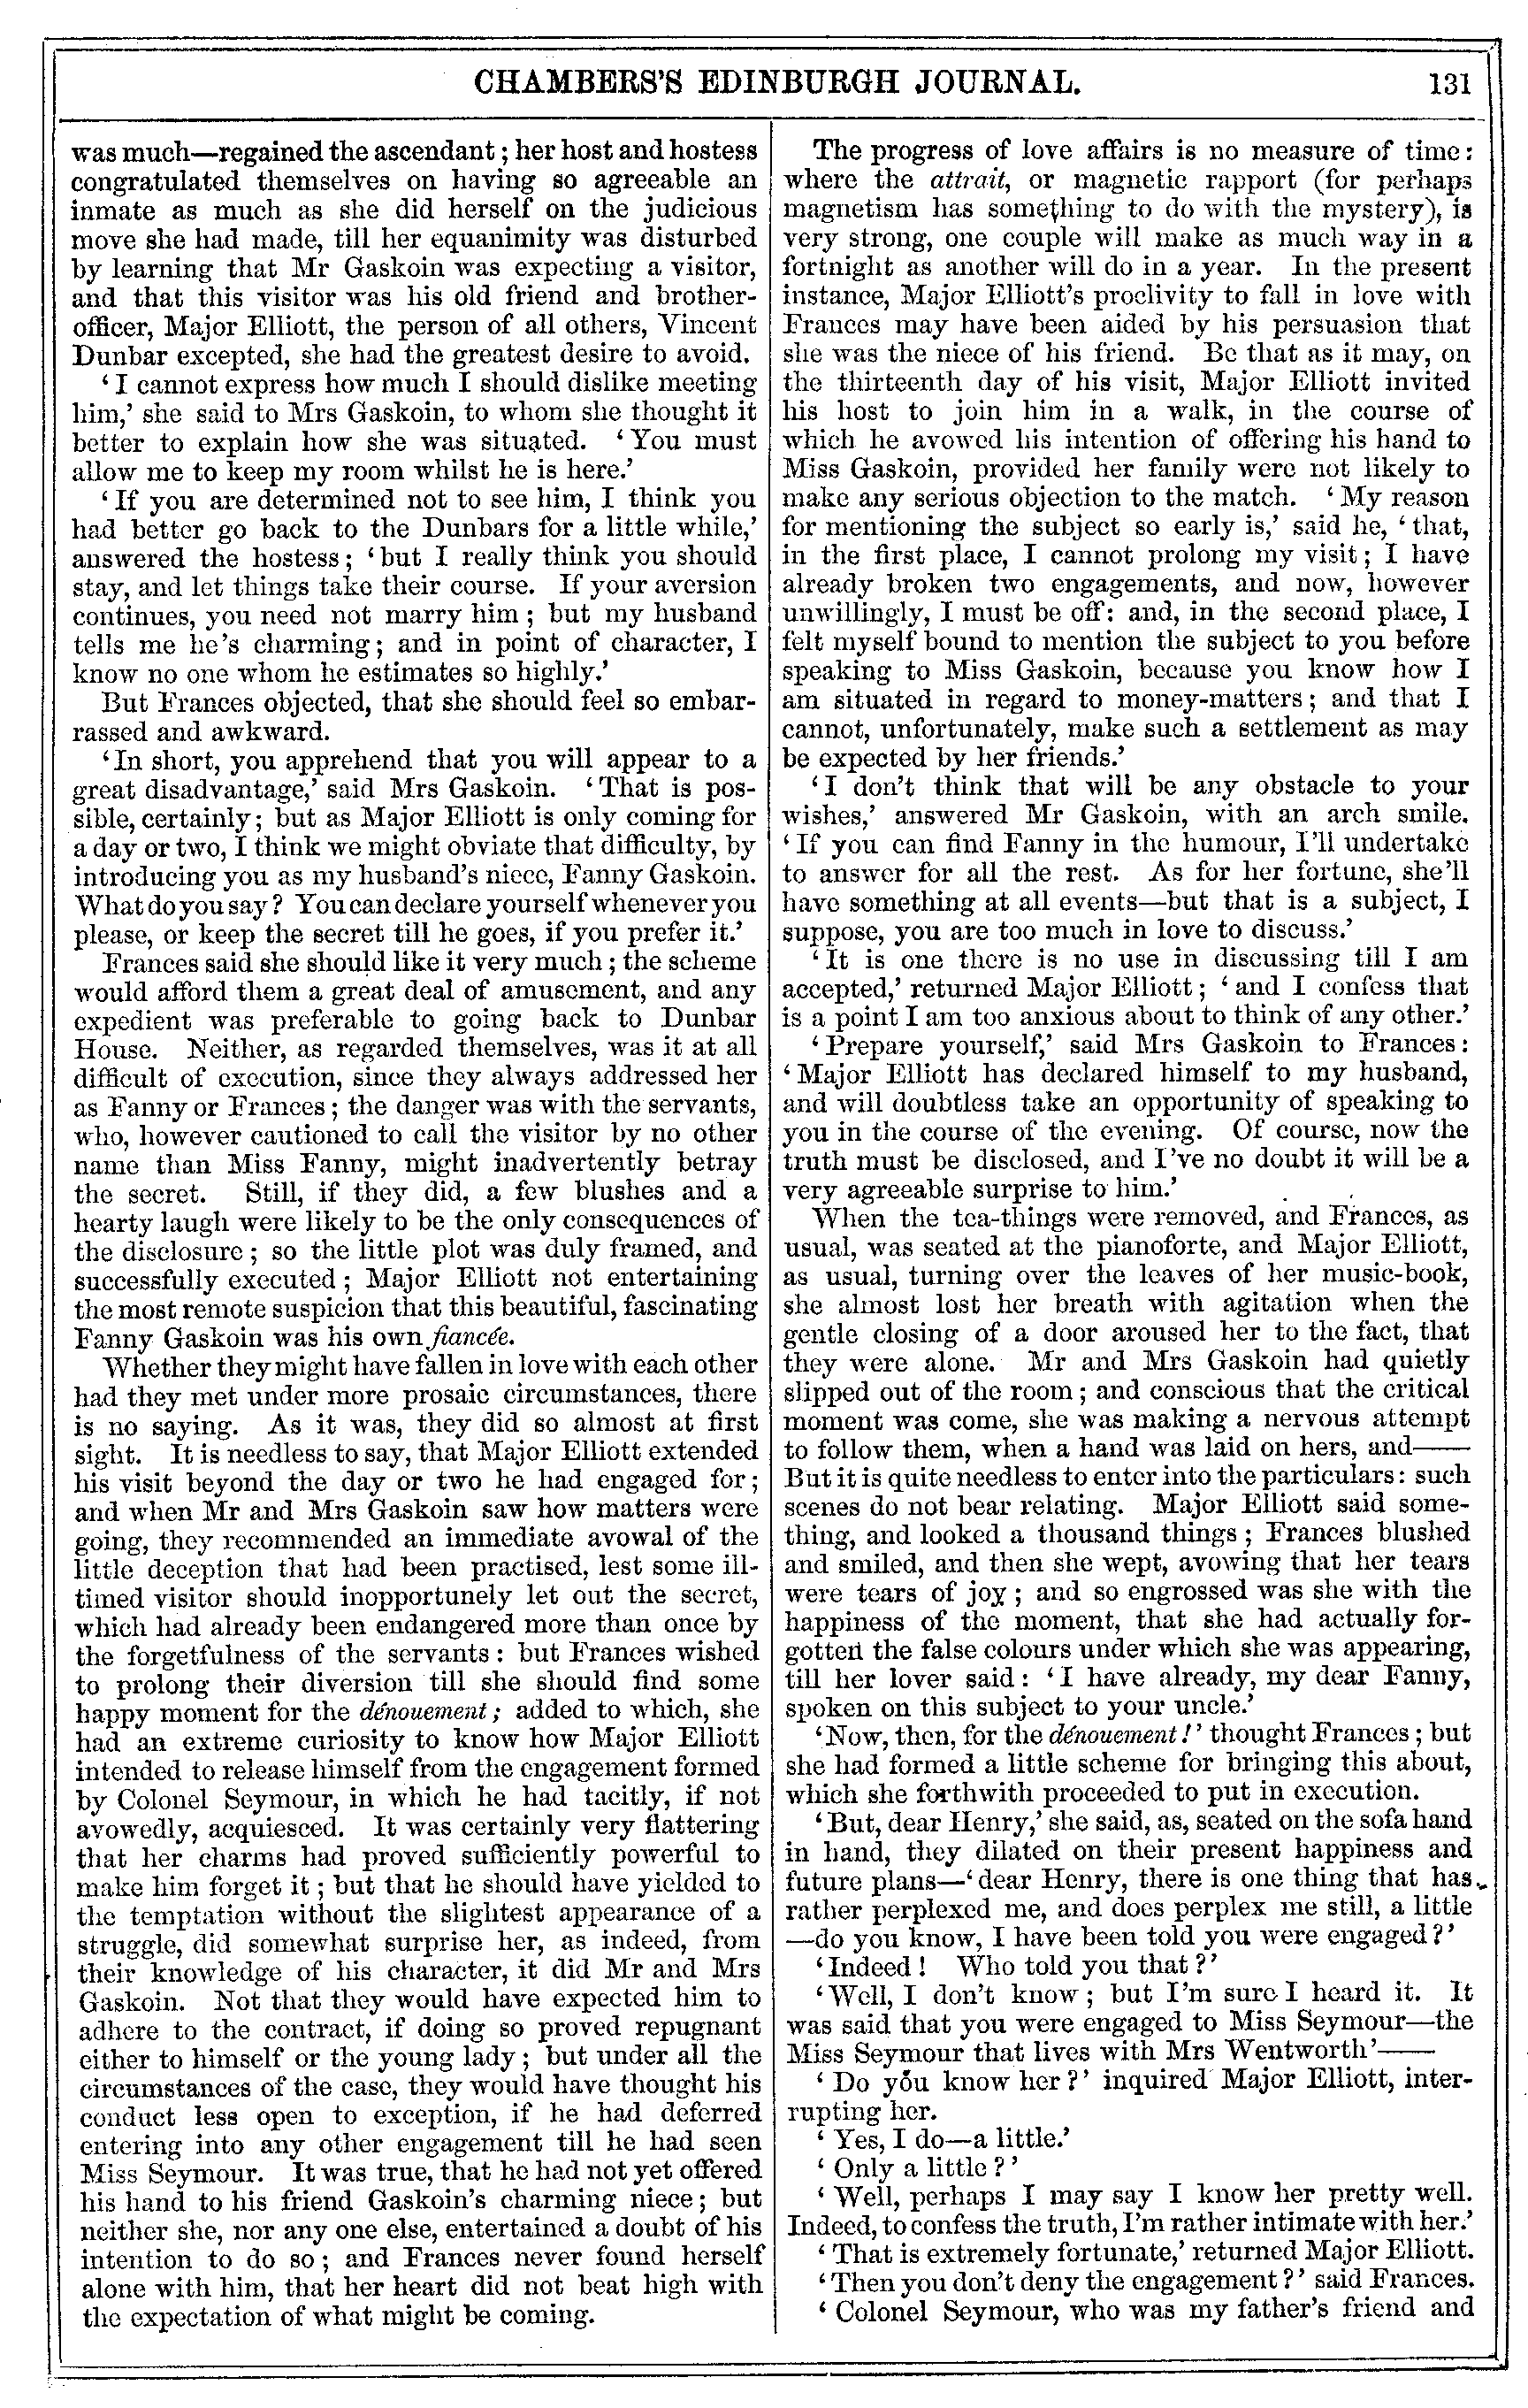 CHAMBERS'S EDINBURGH JOURNAL. 131
was much—regained the ascendant; her host and hostess
congratulated themselves on having so agreeable an
inmate as much as she did herself on the judicious
move she had made, till her equanimity was disturbed
by learning that Mr Gaskoin was expecting a visitor,
and that this visitor was his old friend and brother-
officer, Major Elliott, the person of all others, Vincent
Dunbar excepted, she had the greatest desire to avoid.
'I cannot express how much I should dislike meeting
him,' she said to Mrs Gaskoin, to whom she thought it
better to explain how she was situated. 'You must
allow me to keep my room whilst he is here.'
'If you are determined not to see him, I think you
had better go back to the Dunbars for a little while,'
answered the hostess; 'but I really think you should
stay, and let things take their course. If your aversion
continues, you need not marry him; but my husband
tells me he's charming; and in point of character, I
know no one whom he estimates so highly.'
But Frances objected, that she should feel so embar-
rassed and awkward.
'In short, you apprehend that you will appear to a
great disadvantage,' said Mrs Gaskoin. 'That is pos-
sible, certainly; but as Major Elliott is only coming for
a day or two, I think we might obviate that difficulty, by
introducing you as my husband's niece, Fanny Gaskoin.
What do you say? You can declare yourself whenever you
please, or keep the secret till he goes, if you prefer it.'
Frances said she should like it very much; the scheme
would afford them a great deal of amusement, and any
expedient was preferable to going back to Dunbar
House. Neither, as regarded themselves, was it at all
difficult of execution, since they always addressed her
as Fanny or Frances; the danger was with the servants,
who, however cautioned to call the visitor by no other
name than Miss Fanny, might inadvertently betray
the secret. Still, if they did, a few blushes and a
hearty laugh were likely to be the only consequences of
the disclosure; so the little plot was duly framed, and
successfully executed; Major Elliott not entertaining
the most remote suspicion that this beautiful, fascinating
Fanny Gaskoin was his own fiancée.
Whether they might have fallen in love with each other
had they met under more prosaic circumstances, there
is no saying. As it was, they did so almost at first
sight. It is needless to say, that Major Elliott extended
his visit beyond the day or two he had engaged for;
and when Mr and Mrs Gaskoin saw how matters were
going, they recommended an immediate avowal of the
little deception that had been practised, lest some ill-
timed visitor should inopportunely let out the secret,
which had already been endangered more than once by
the forgetfulness of the servants: but Frances wished
to prolong their diversion till she should find some
happy moment for the dénouement; added to which, she
had an extreme curiosity to know how Major Elliott
intended to release himself from the engagement formed
by Colonel Seymour, in which he had tacitly, if not
avowedly, acquiesced. It was certainly very flattering
that her charms had proved sufficiently powerful to
make him forget it; but that he should have yielded to
the temptation without the slightest appearance of a
struggle, did somewhat surprise her, as indeed, from
their knowledge of his character, it did Mr and Mrs
Gaskoin. Not that they would have expected him to
adhere to the contract, if doing so proved repugnant
either to himself or the young lady; but under all the
circumstances of the case, they would have thought his
conduct less open to exception, if he had deferred
entering into any other engagement till he had seen
Miss Seymour. It was true, that he had not yet offered
his hand to his friend Gaskoin's charming niece; but
neither she, nor any one else, entertained a doubt of his
intention to do so; and Frances never found herself
alone with him, that her heart did not beat high with
the expectation of what might be coming.
The progress of love affairs is no measure of time:
where the attrait, or magnetic rapport (for perhaps
magnetism has something to do with the mystery), is
very strong, one couple will make as much way in a
fortnight as another will do in a year. In the present
instance, Major Elliott's proclivity to fall in love with
Frances may have been aided by his persuasion that
she was the niece of his friend. Be that as it may, on
the thirteenth day of his visit, Major Elliott invited
his host to join him in a walk, in the course of
which he avowed his intention of offering his hand to
Miss Gaskoin, provided her family were not likely to
make any serious objection to the match. 'My reason
for mentioning the subject so early is,' said he, 'that,
in the first place, I cannot prolong my visit; I have
already broken two engagements, and now, however
unwillingly, I must be off: and, in the second place, I
felt myself bound to mention the subject to you before
speaking to Miss Gaskoin, because you know how I
am situated in regard to money-matters; and that I
cannot, unfortunately, make such a settlement as may
be expected by her friends.'
'I don't think that will be any obstacle to your
wishes,' answered Mr Gaskoin, with an arch smile.
'If you can find Fanny in the humour, I'll undertake
to answer for all the rest. As for her fortune, she'll
have something at all events—but that is a subject, I
suppose, you are too much in love to discuss.'
'It is one there is no use in discussing till I am
accepted,' returned Major Elliott; 'and I confess that
is a point I am too anxious about to think of any other.'
'Prepare yourself,' said Mrs Gaskoin to Frances:
'Major Elliott has declared himself to my husband,
and will doubtless take an opportunity of speaking to
you in the course of the evening. Of course, now the
truth must be disclosed, and I've no doubt it will be a
very agreeable surprise to him.'
When the tea-things were removed, and Frances, as
usual, was seated at the pianoforte, and Major Elliott,
as usual, turning over the leaves of her music-book,
she almost lost her breath with agitation when the
gentle closing of a door aroused her to the fact, that
they were alone. Mr and Mrs Gaskoin had quietly
slipped out of the room; and conscious that the critical
moment was come, she was making a nervous attempt
to follow them, when a hand was laid on hers, and——
But it is quite needless to enter into the particulars: such
scenes do not bear relating. Major Elliott said some-
thing, and looked a thousand things; Frances blushed
and smiled, and then she wept, avowing that her tears
were tears of joy; and so engrossed was she with the
happiness of the moment, that she had actually for-
gotten the false colours under which she was appearing,
till her lover said: 'I have already, my dear Fanny,
spoken on this subject to your uncle.'
'Now, then, for the dénouement!' thought Frances; but
she had formed a little scheme for bringing this about,
which she forthwith proceeded to put in execution.
'But, dear Henry,' she said, as, seated on the sofa hand
in hand, they dilated on their present happiness and
future plans—'dear Henry, there is one thing that has
rather perplexed me, and does perplex me still, a little
—do you know, I have been told you were engaged?'
'Indeed! Who told you that?'
'Well, I don't know; but I'm sure I heard it. It
was said that you were engaged to Miss Seymour—the
Miss Seymour that lives with Mrs Wentworth'——
'Do you know her?' inquired Major Elliott, inter-
rupting her.
'Yes, I do—a little.'
'Only a little?'
'Well, perhaps I may say I know her pretty well.
Indeed, to confess the truth, I'm rather intimate with her.'
'That is extremely fortunate,' returned Major Elliott.
'Then you don't deny the engagement?' said Frances.
'Colonel Seymour, who was my father's friend and